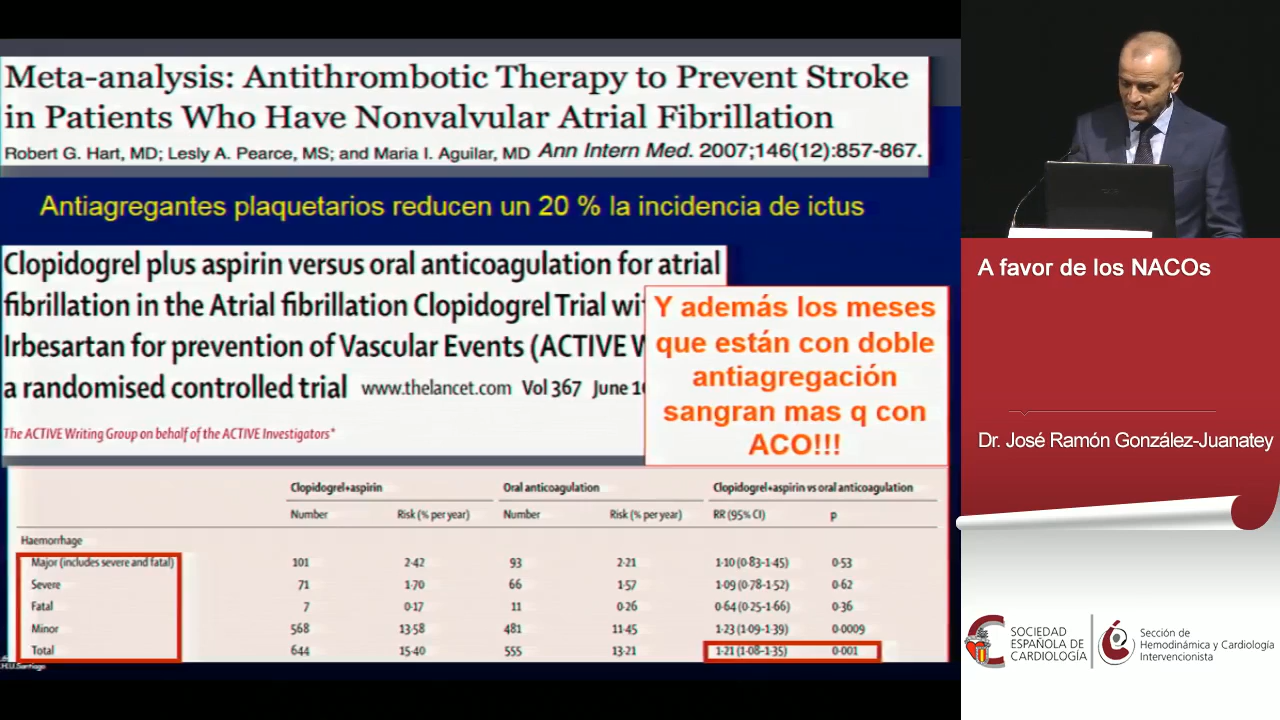 Meta-analysis: Antithrombotic Therapy to Prevent Stroke
in Patients Who Have Nonvalvular Atrial Fibrillation
Robert G. Hart, MD; Lesly A. Pearce, MS; and Maria I. Aguilar, MD Ann Intern Med. 2007;146(12):857-867.
Antiagregantes plaquetarios reducen un 20 % la incidencia de ictus
Clopidogrel plus aspirin versus oral anticoagulation for atrial
fibrillation in the Atrial fibrillation Clopidogrel Trial wi
Irbesartan for prevention of Vascular Events (ACTIVE W
a randomised controlled trial www.thelancet.com Vol 367 June 1
The ACTIVE Writing Group on behalf of the ACTIVE Investigators*
Y además los meses
que están con doble
antiagregación
sangran mas q con
ACO!!!
Clopidogrel+aspirin Oral anticoagulation Clopidogrel+aspirin vs oral anticoagulation
Number Risk (% per year) Number Risk (% per year) RR (95% CI) p
Haemorrhage
Major (includes severe and fatal) 101 2·42 93 2·21 1·10 (0·83-1·45) 0·53
Severe 71 1·70 66 1·57 1·09 (0·78-1·52) 0·62
Fatal 7 0·17 11 0·26 0·64 (0·25-1·66) 0·36
Minor 568 13·58 481 11·45 1·23 (1·09-1·39) 0·0009
Total 644 15·40 555 13·21 1·21 (1·08-1·35) 0·001
H.U.Santiago
A favor de los NACOs
Dr. José Ramón González-Juanatey
SOCIEDAD
ESPAÑOLA DE
CARDIOLOGÍA
Sección de
Hemodinámica y Cardiología
Intervencionista